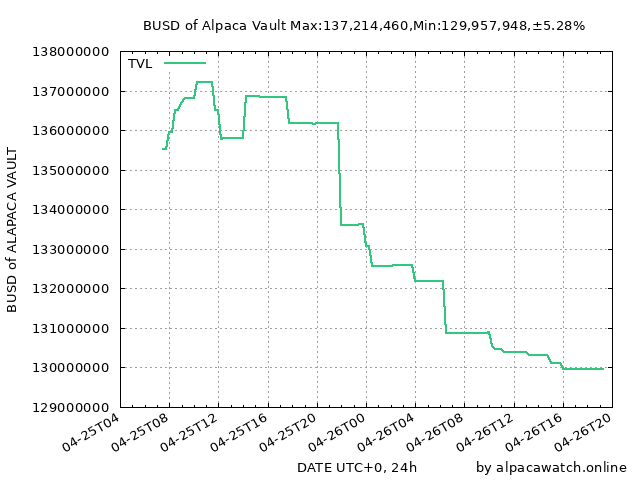 BUSD of Alpaca Vault Max:137,214,460,Min:129,957,948,±5.28%
138000000
TVL
137000000
136000000
135000000
134000000
133000000
132000000
131000000
130000000
129000000
BUSD of ALAPACA VAULT
04-25T04
04-25T08
04-25T12
04-25T16
04-25T20
04-26T00
04-26T04
04-26T08
04-26T12
04-26T16
04-26T20
DATE UTC+0, 24h
by alpacawatch.online